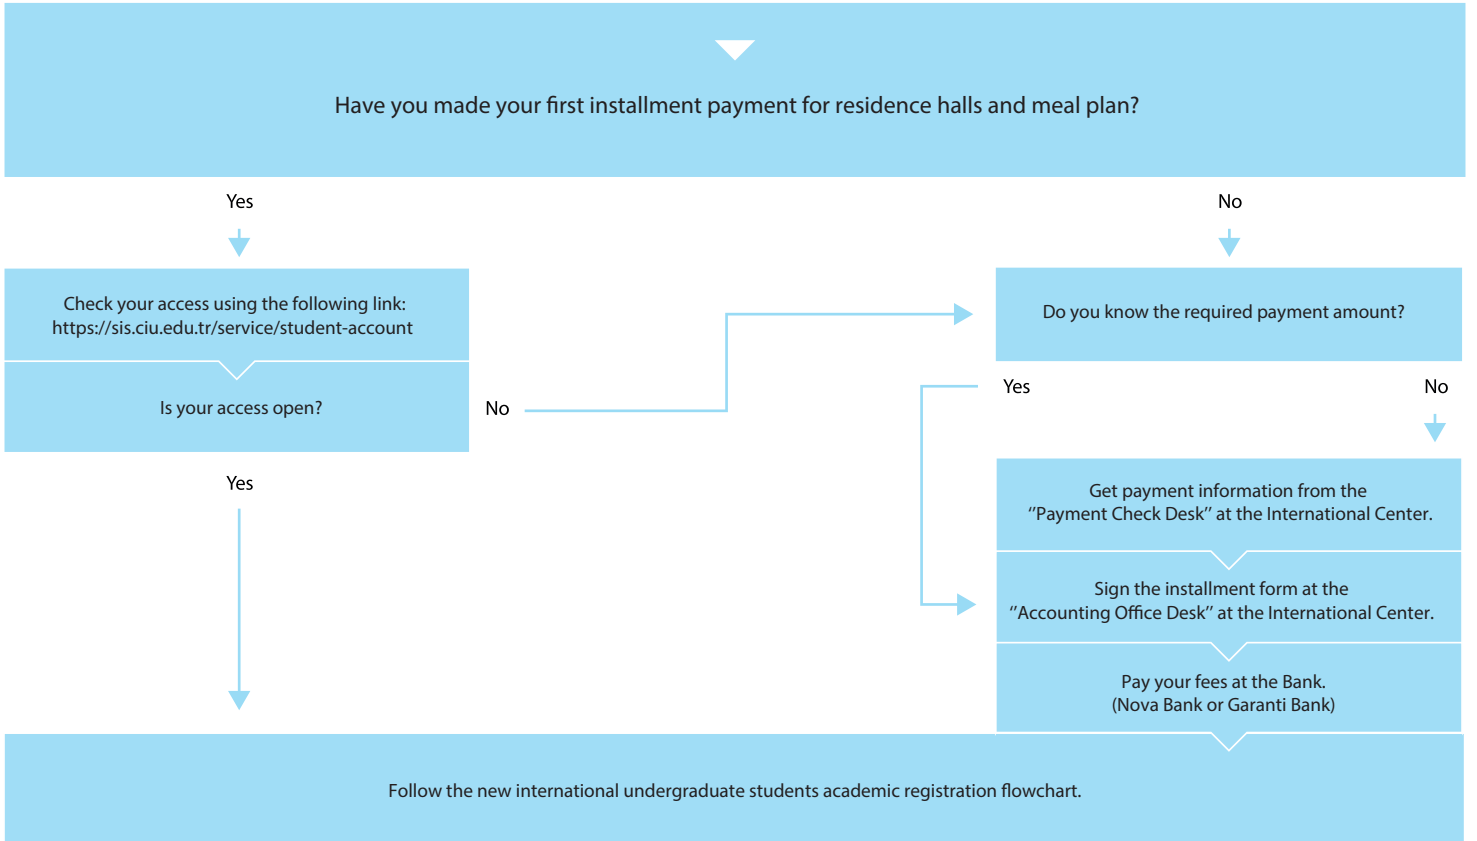 Have you made your first installment payment for residence halls and meal plan?
Yes
No
Check your access using the following link:
https://sis.ciu.edu.tr/service/student-account
Do you know the required payment amount?
Is your access open?
No
Yes
No
Yes
Get payment information from the
‘’Payment Check Desk’’ at the International Center.
Sign the installment form at the
‘’Accounting Office Desk’’ at the International Center.
Pay your fees at the Bank.
(Nova Bank or Garanti Bank)
Follow the new international undergraduate students academic registration flowchart.